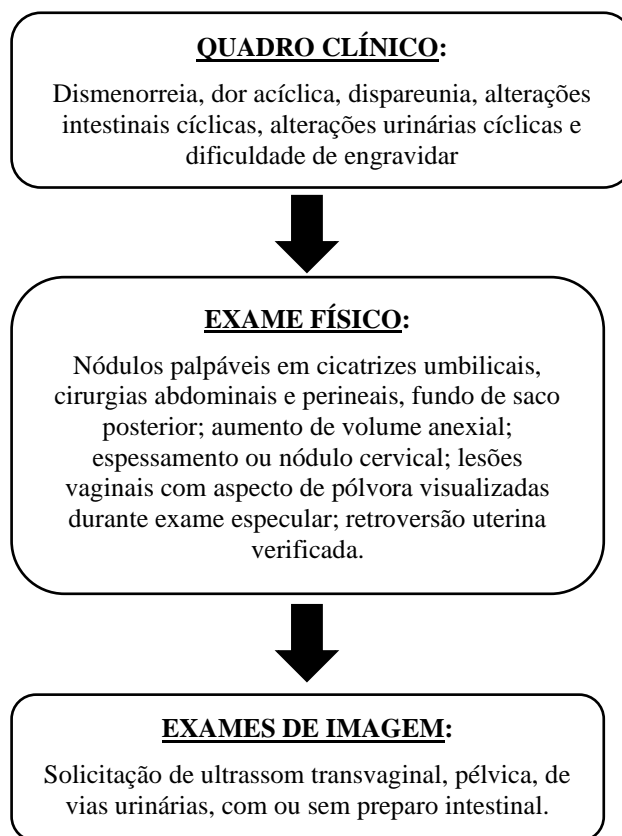 QUADRO CLÍNICO:
Dismenorreia, dor acíclica, dispareunia, alterações
intestinais cíclicas, alterações urinárias cíclicas e
dificuldade de engravidar
EXAME FÍSICO:
Nódulos palpáveis em cicatrizes umbilicais,
cirurgias abdominais e perineais, fundo de saco
posterior; aumento de volume anexial;
espessamento ou nódulo cervical; lesões
vaginais com aspecto de pólvora visualizadas
durante exame especular; retroversão uterina
verificada.
EXAMES DE IMAGEM:
Solicitação de ultrassom transvaginal, pélvica, de
vias urinárias, com ou sem preparo intestinal.